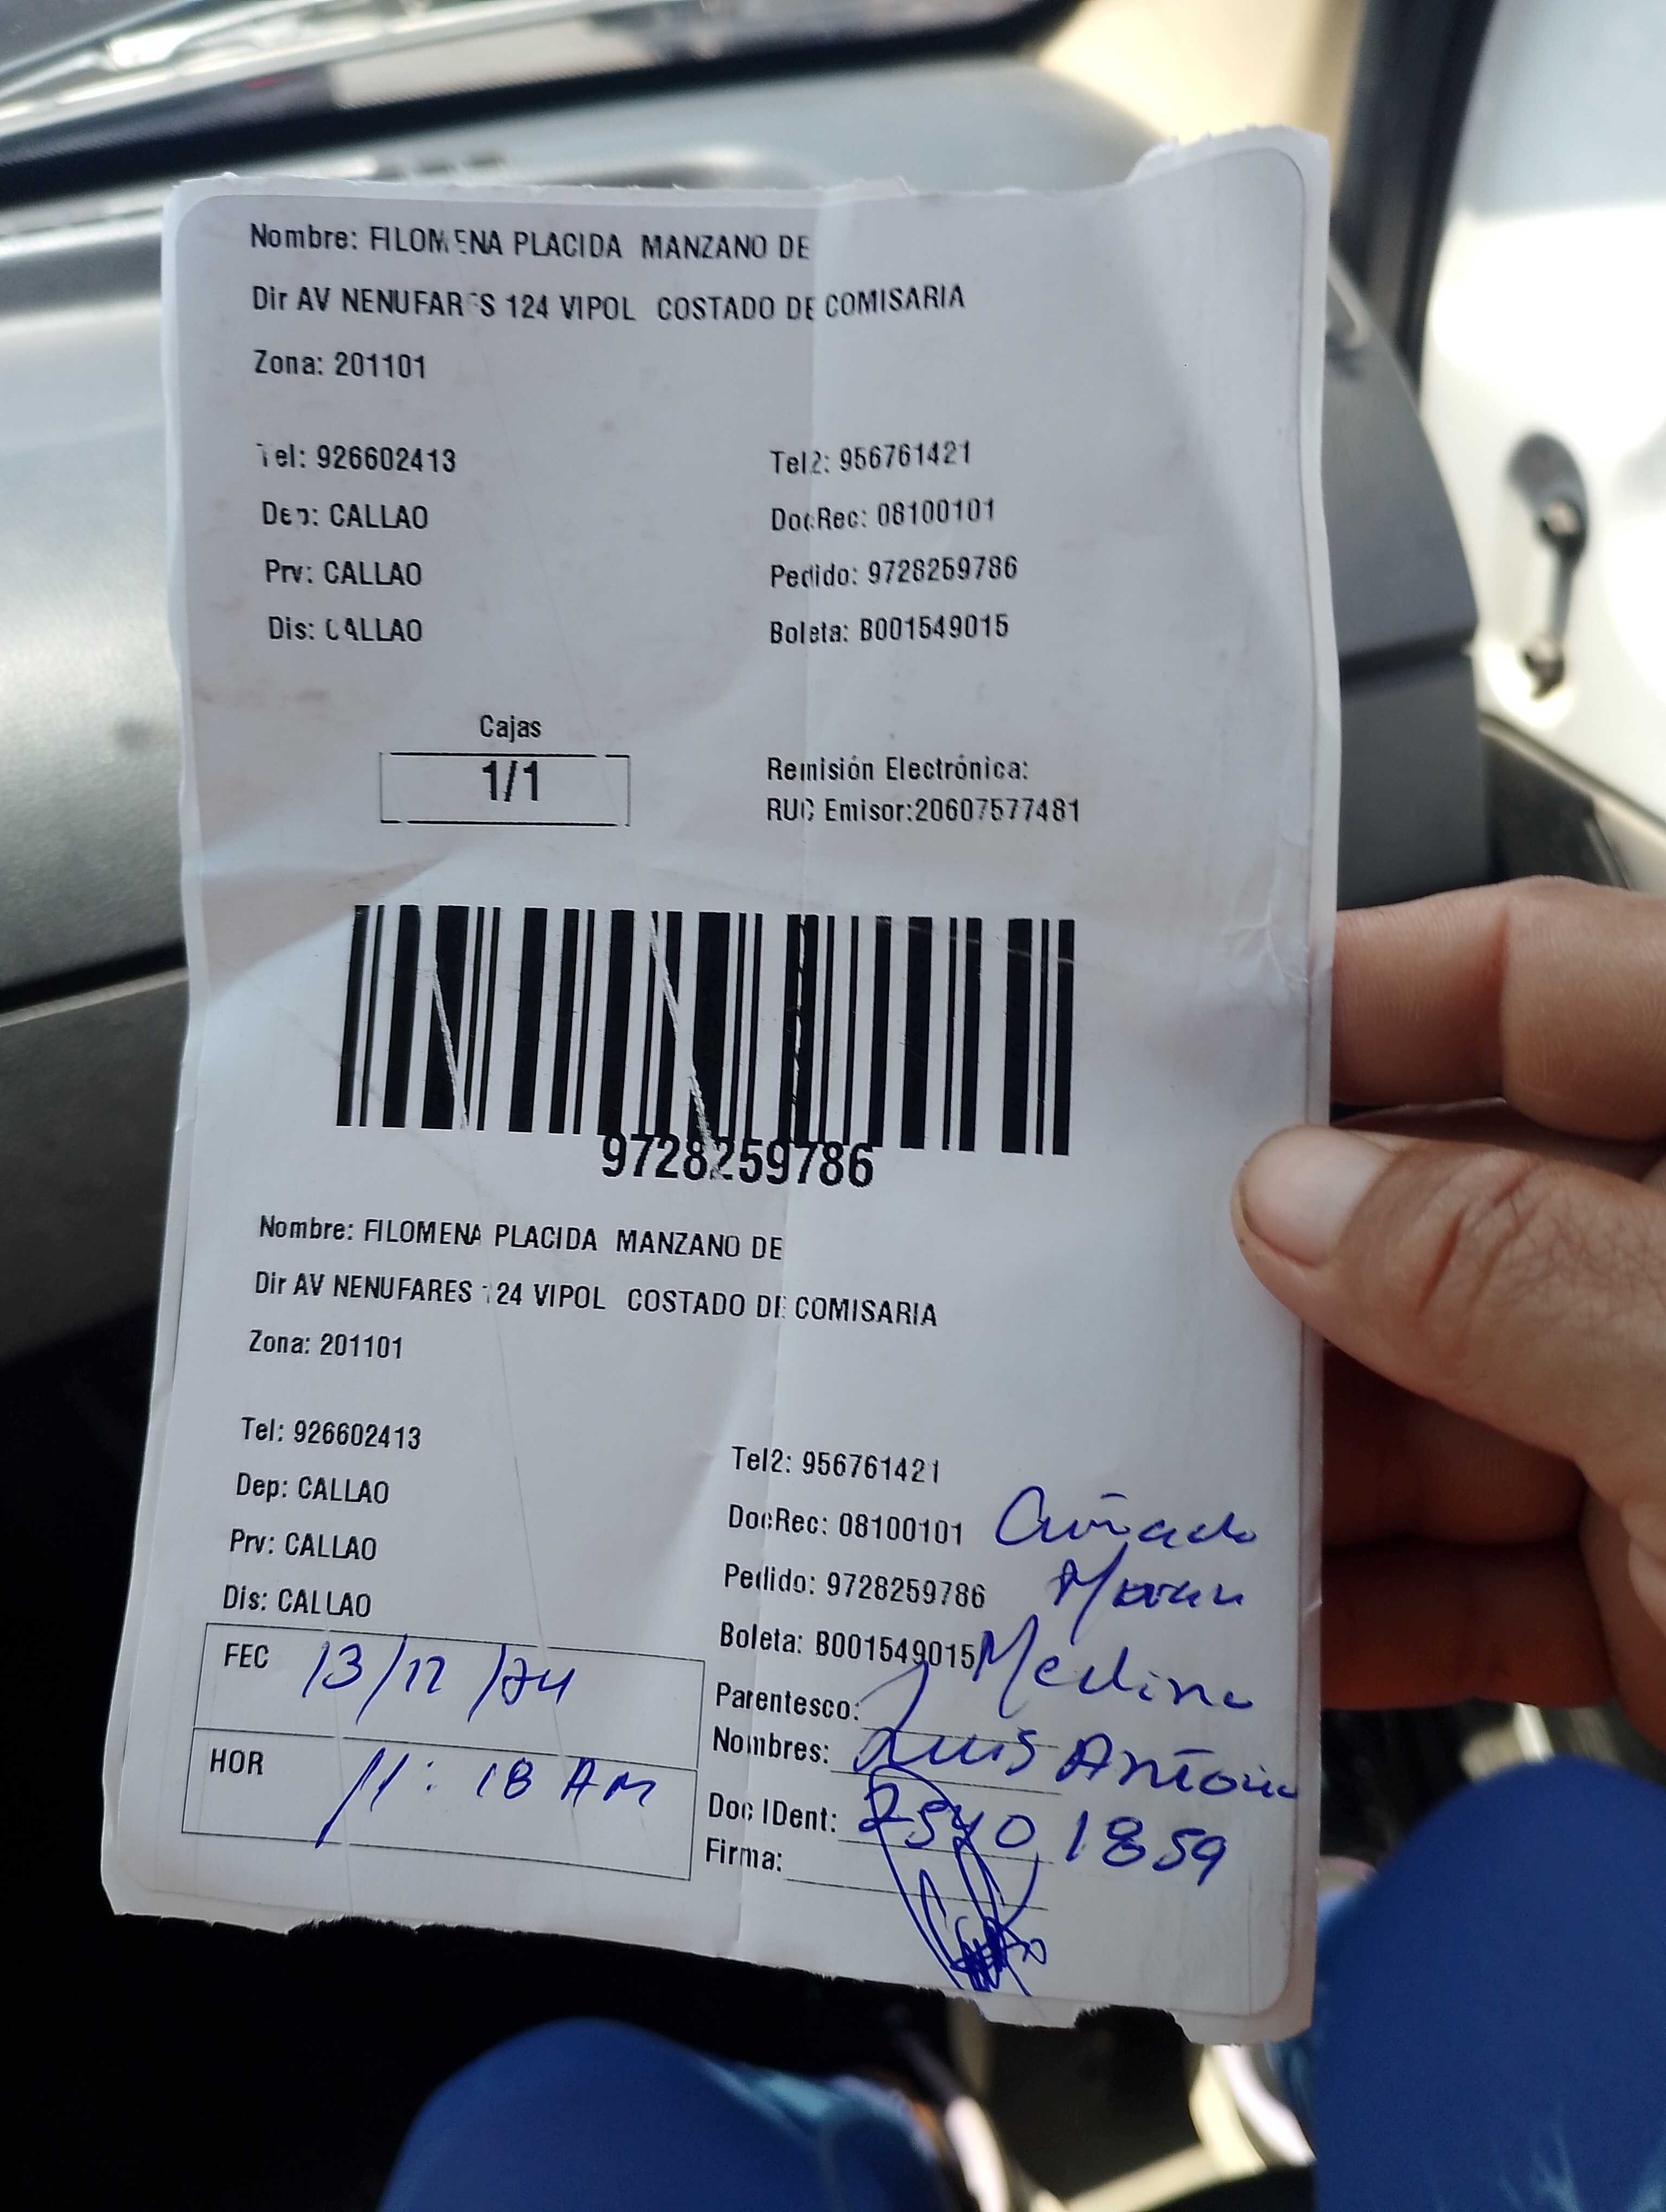 Nombre: FILOMENA PLACIDA MANZANO DE
Dir AV NENUFARES 124 VIPOL COSTADO DE COMISARIA
Zona: 201101
Tel: 926602413 Tel2: 956761421
Dep: CALLAO DocRec: 08100101
Prv: CALLAO Pedido: 9728259786
Dis: CALLAO Boleta: B001549015
Cajas
1/1
Remisión Electrónica:
RUC Emisor:20607577481
9728259786
Nombre: FILOMENA PLACIDA MANZANO DE
Dir AV NENUFARES 124 VIPOL COSTADO DE COMISARIA
Zona: 201101
Tel: 926602413 Tel2: 956761421
Dep: CALLAO DocRec: 08100101 Cuñado
Prv: CALLAO Pedido: 9728259786
Dis: CALLAO Boleta: B001549015 Medina
FEC 13/12/24
HOR 11:18 AM
Parentesco:
Nombres: Luis Antonio
Doc IDent:
Firma: